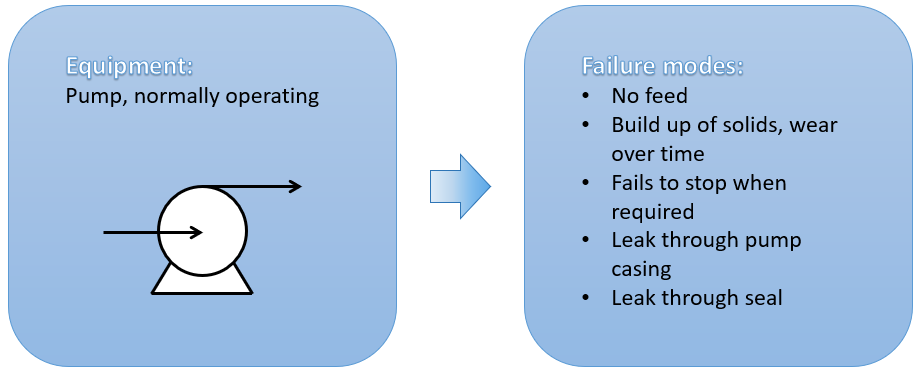 Equipment:
Pump, normally operating
Failure modes:
• No feed
• Build up of solids, wear
over time
• Fails to stop when
required
• Leak through pump
casing
• Leak through seal